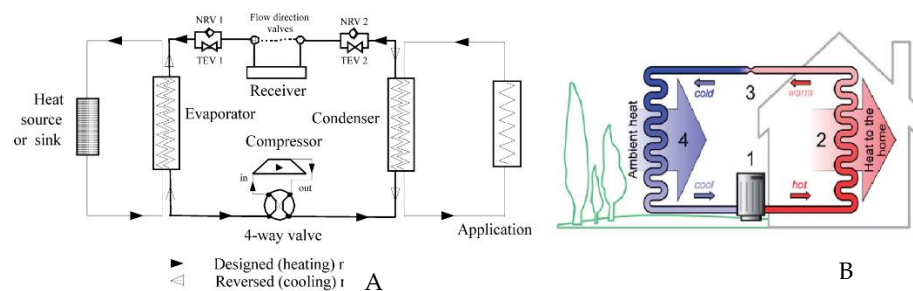 NRV 1
Flow direction
valves
NRV 2
TEV 1
TEV 2
Receiver
Heat
source
or sink
Evaporator
Condenser
Compressor
in
out
4-way valve
Application
Designed (heating) r
Reversed (cooling) r
A
Ambient heat
cold
3
warm
4
2
Heat to the
home
1
cool
hot
B